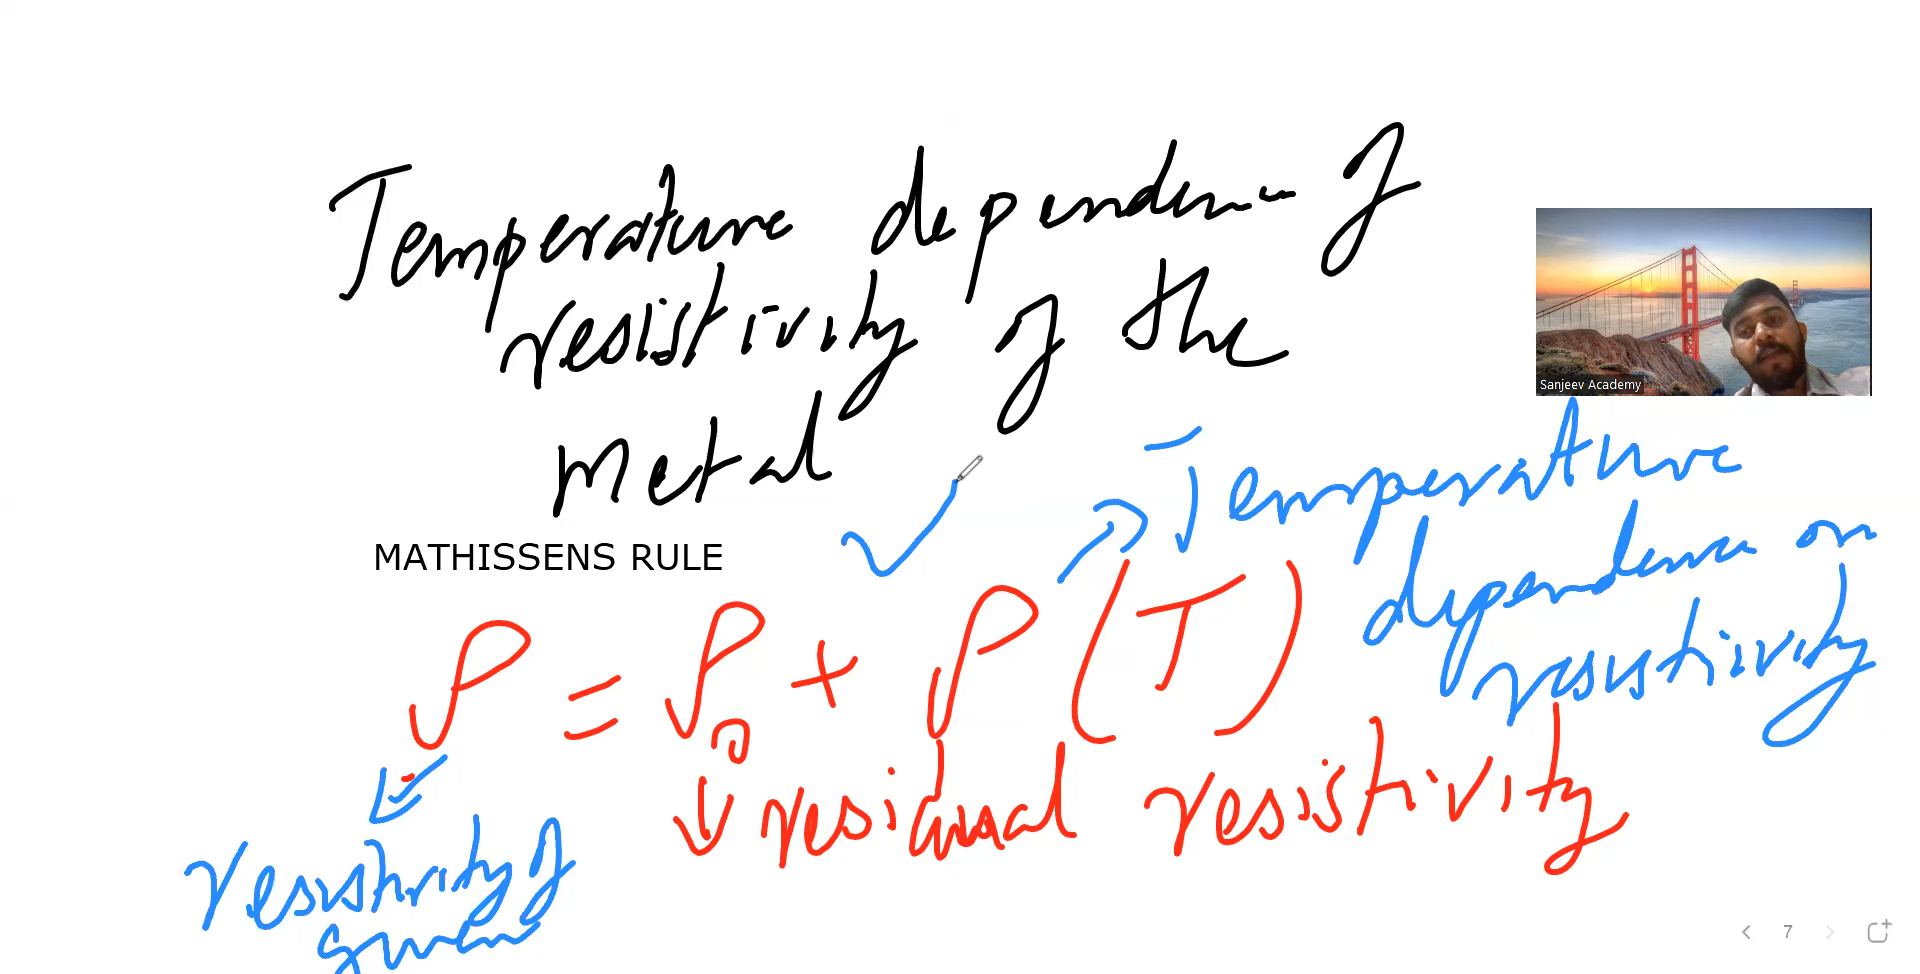 Temperature dependence of
resistivity of the
Metal
Sanjeev Academy
MATHISSENS RULE
Temperature
dependence on
resistivity
ρ = ρ₀ + ρ (T)
residual resistivity
resistivity of
7